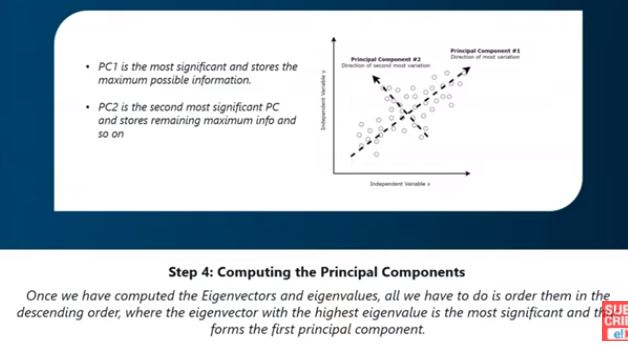 • PC1 is the most significant and stores the
maximum possible information.
• PC2 is the second most significant PC
and stores remaining maximum info and
so on
Principal Component #1
Direction of most variation
Principal Component #2
Direction of second most variation
Independent Variable y
Independent Variable x
Step 4: Computing the Principal Components
Once we have computed the Eigenvectors and eigenvalues, all we have to do is order them in the
descending order, where the eigenvector with the highest eigenvalue is the most significant and
forms the first principal component.
SUB
CRIB